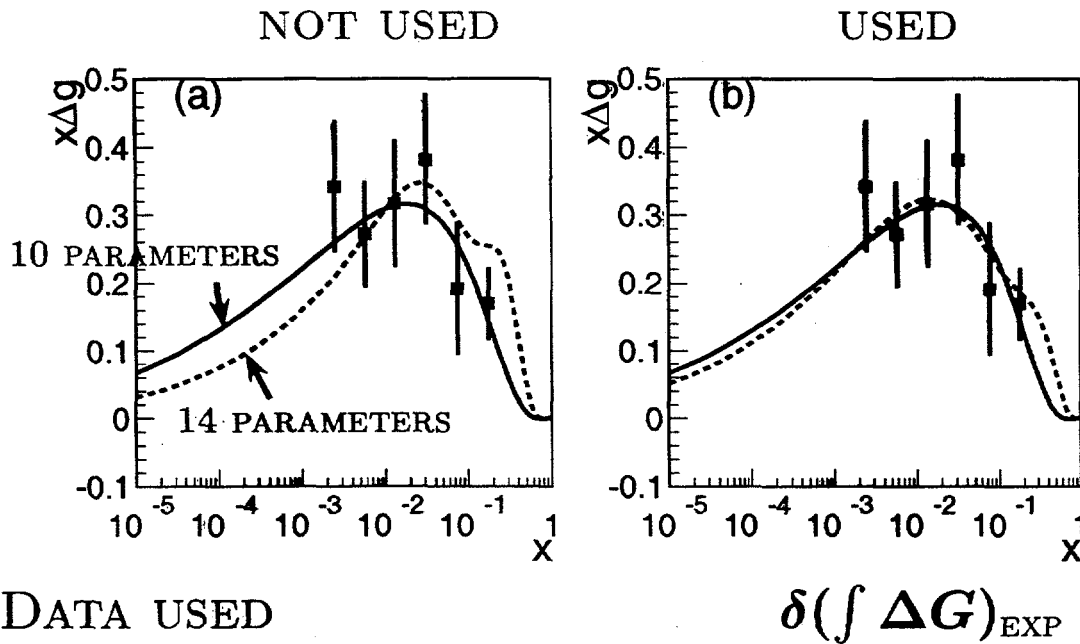 NOT USED
USED
xΔg
0.5
0.4
0.3
0.2
0.1
0
-0.1
(a)
10 PARAMETERS
14 PARAMETERS
10 -5
10 -4
10 -3
10 -2
10 -1
1
x
xΔg
0.5
0.4
0.3
0.2
0.1
0
-0.1
(b)
10 -5
10 -4
10 -3
10 -2
10 -1
1
x
DATA USED
δ(∫ ΔG)EXP